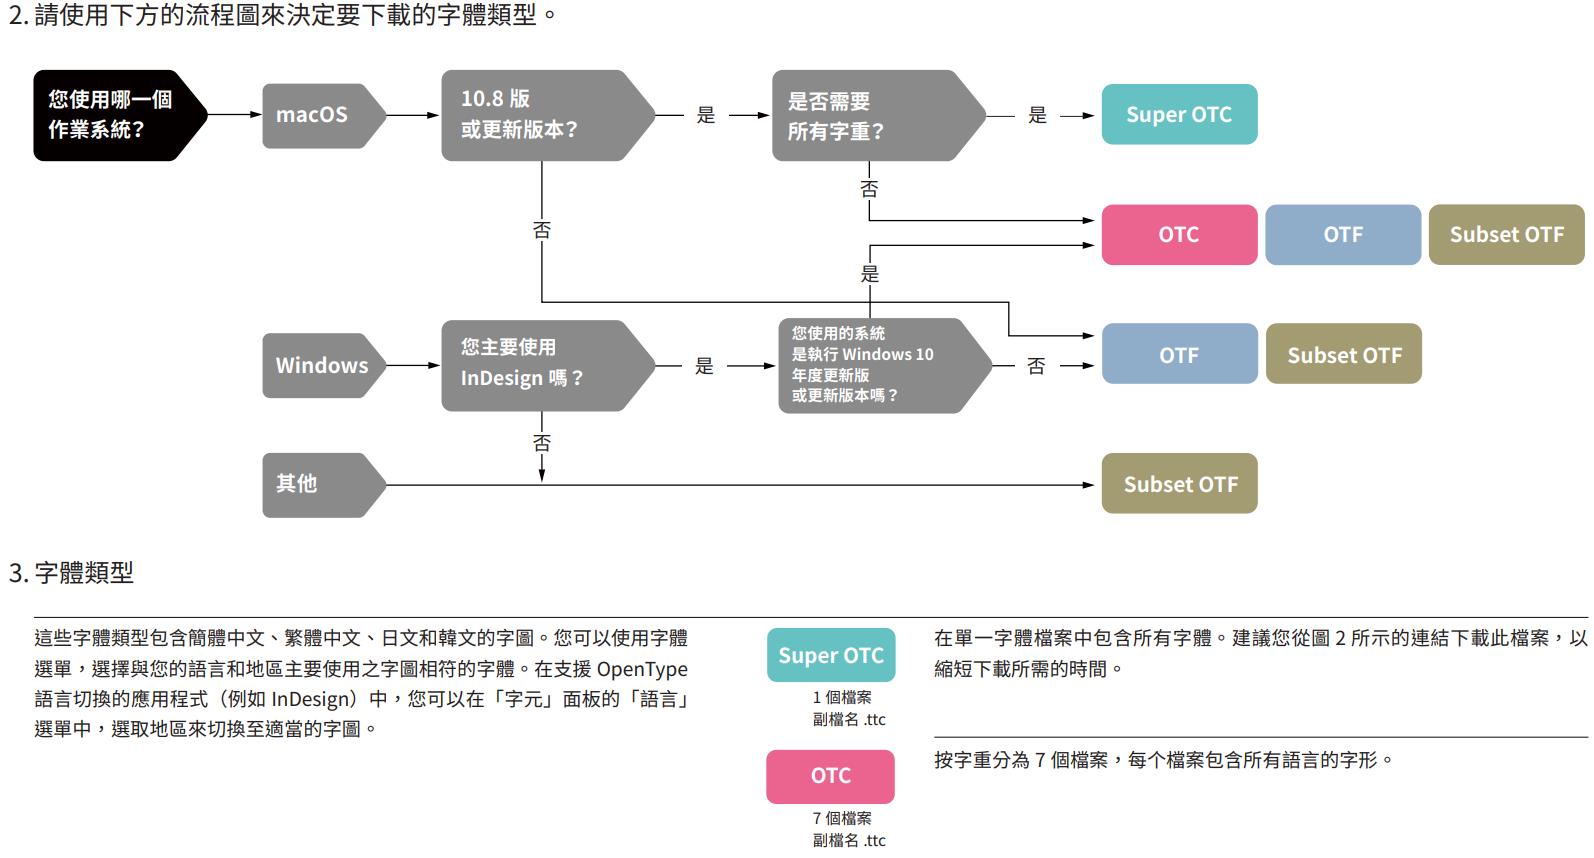 2. 請使用下方的流程圖來決定要下載的字體類型。
您使用哪一個
作業系統?
macOS
10.8 版
或更新版本?
是
是否需要
所有字重?
是
Super OTC
否
否
OTC
OTF
Subset OTF
是
Windows
您主要使用
InDesign 嗎？
是
您使用的系統
是執行 Windows 10
年度更新版
或更新版本嗎？
否
OTF
Subset OTF
否
其他
Subset OTF
3. 字體類型
這些字體類型包含簡體中文、繁體中文、日文和韓文的字圖。您可以使用字體
選單，選擇與您的語言和地區主要使用之字圖相符的字體。在支援 OpenType
語言切換的應用程式（例如 InDesign）中，您可以在「字元」面板的「語言」
選單中，選取地區來切換至適當的字圖。
Super OTC
1 個檔案
副檔名 .ttc
在單一字體檔案中包含所有字體。建議您從圖 2 所示的連結下載此檔案，以
縮短下載所需的時間。
OTC
7 個檔案
副檔名 .ttc
按字重分為 7 個檔案，每个檔案包含所有語言的字形。